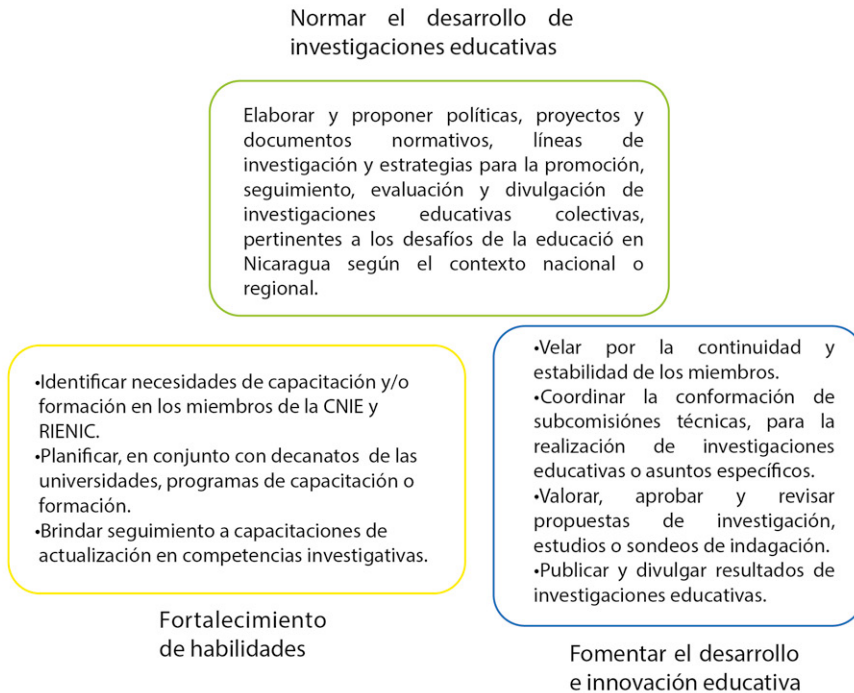 Normar el desarrollo de
investigaciones educativas
Elaborar y proponer políticas, proyectos y
documentos normativos, líneas de
investigación y estrategias para la promoción,
seguimiento, evaluación y divulgación de
investigaciones educativas colectivas,
pertinentes a los desafíos de la educació en
Nicaragua según el contexto nacional o
regional.
•Identificar necesidades de capacitación y/o
formación en los miembros de la CNIE y
RIENIC.
•Planificar, en conjunto con decanatos de las
universidades, programas de capacitación o
formación.
•Brindar seguimiento a capacitaciones de
actualización en competencias investigativas.
Fortalecimiento
de habilidades
•Velar por la continuidad y
estabilidad de los miembros.
•Coordinar la conformación de
subcomisiónes técnicas, para la
realización de investigaciones
educativas o asuntos específicos.
•Valorar, aprobar y revisar
propuestas de investigación,
estudios o sondeos de indagación.
•Publicar y divulgar resultados de
investigaciones educativas.
Fomentar el desarrollo
e innovación educativa